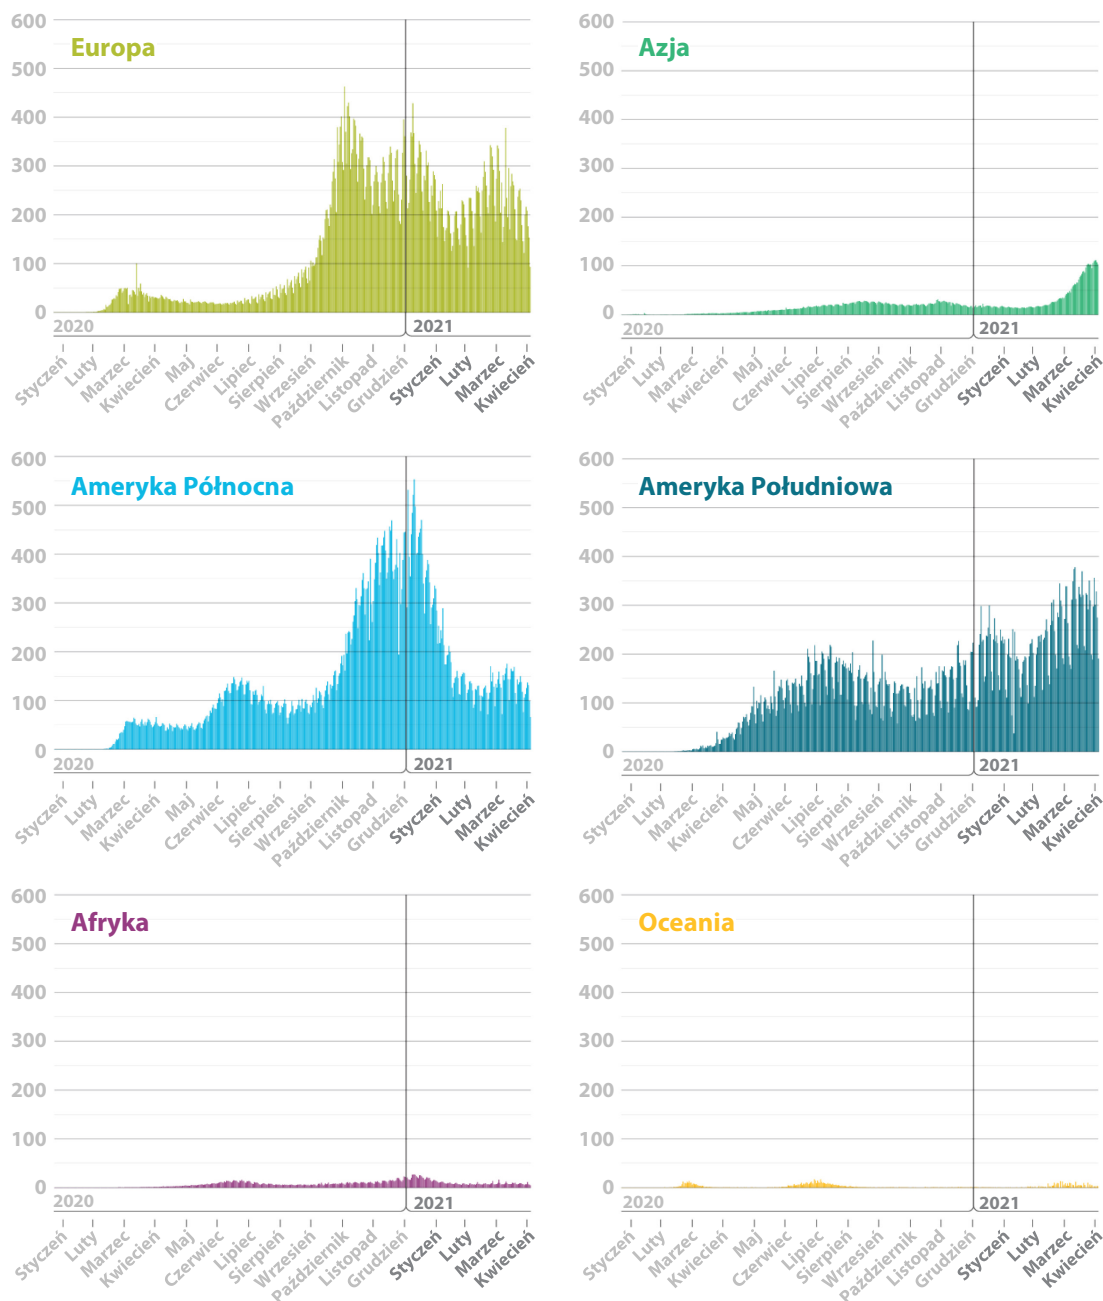 Europa
600
500
400
300
200
100
0
2020
2021
Styczeń
Luty
Marzec
Kwiecień
Maj
Czerwiec
Lipiec
Sierpień
Wrzesień
Październik
Listopad
Grudzień
Styczeń
Luty
Marzec
Kwiecień
Azja
600
500
400
300
200
100
0
2020
2021
Styczeń
Luty
Marzec
Kwiecień
Maj
Czerwiec
Lipiec
Sierpień
Wrzesień
Październik
Listopad
Grudzień
Styczeń
Luty
Marzec
Kwiecień
Ameryka Północna
600
500
400
300
200
100
0
2020
2021
Styczeń
Luty
Marzec
Kwiecień
Maj
Czerwiec
Lipiec
Sierpień
Wrzesień
Październik
Listopad
Grudzień
Styczeń
Luty
Marzec
Kwiecień
Ameryka Południowa
600
500
400
300
200
100
0
2020
2021
Styczeń
Luty
Marzec
Kwiecień
Maj
Czerwiec
Lipiec
Sierpień
Wrzesień
Październik
Listopad
Grudzień
Styczeń
Luty
Marzec
Kwiecień
Afryka
600
500
400
300
200
100
0
2020
2021
Styczeń
Luty
Marzec
Kwiecień
Maj
Czerwiec
Lipiec
Sierpień
Wrzesień
Październik
Listopad
Grudzień
Styczeń
Luty
Marzec
Kwiecień
Oceania
600
500
400
300
200
100
0
2020
2021
Styczeń
Luty
Marzec
Kwiecień
Maj
Czerwiec
Lipiec
Sierpień
Wrzesień
Październik
Listopad
Grudzień
Styczeń
Luty
Marzec
Kwiecień